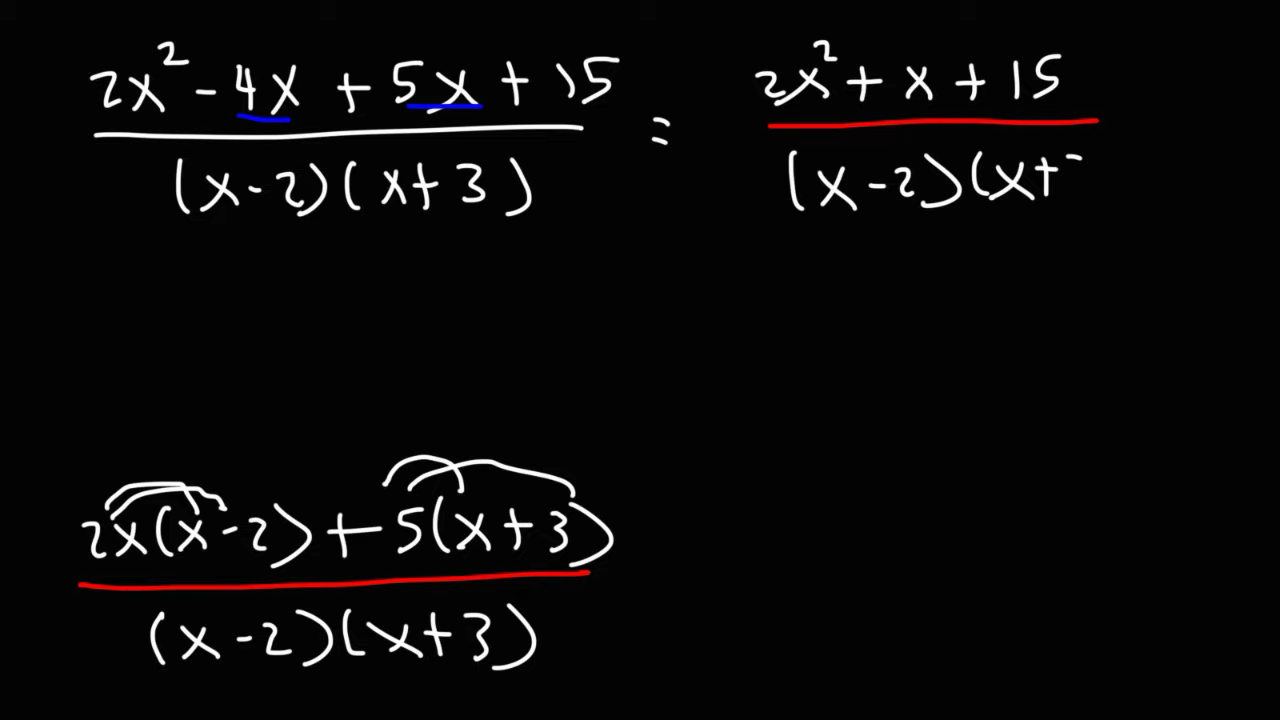 2x² - 4x + 5x + 15 = 2x² + x + 15
(x-2)(x+3) (x-2)(x+
2x(x-2) + 5(x+3)
(x-2)(x+3)